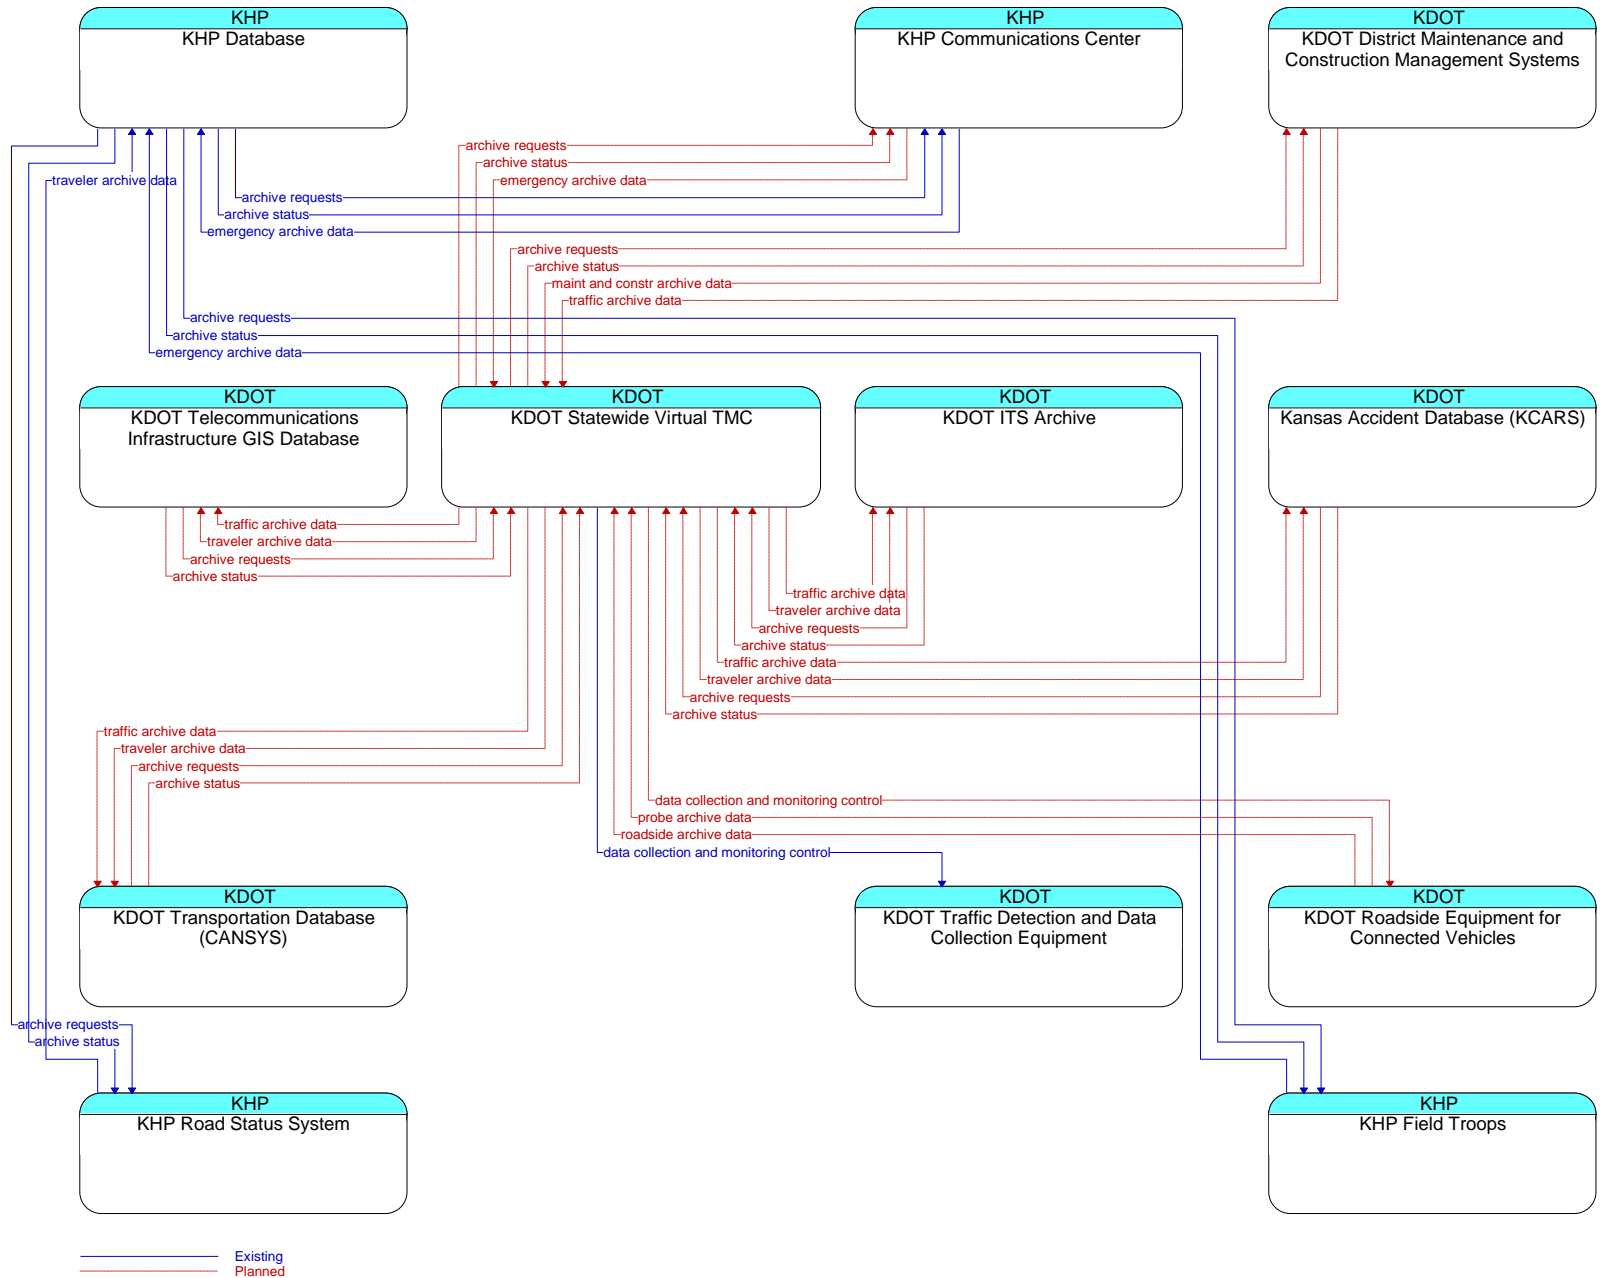 KHP
KHP Database
KHP
KHP Communications Center
KDOT
KDOT District Maintenance and
Construction Management Systems
archive requests
archive status
traveler archive data
emergency archive data
archive requests
archive status
emergency archive data
archive requests
archive status
maint and constr archive data
traffic archive data
archive requests
archive status
emergency archive data
KDOT
KDOT Telecommunications
Infrastructure GIS Database
KDOT
KDOT Statewide Virtual TMC
KDOT
KDOT ITS Archive
KDOT
Kansas Accident Database (KCARS)
traffic archive data
traveler archive data
archive requests
archive status
traffic archive data
traveler archive data
archive requests
archive status
traffic archive data
traveler archive data
archive requests
archive status
traffic archive data
traveler archive data
archive requests
archive status
data collection and monitoring control
probe archive data
roadside archive data
data collection and monitoring control
KDOT
KDOT Transportation Database
(CANSYS)
KDOT
KDOT Traffic Detection and Data
Collection Equipment
KDOT
KDOT Roadside Equipment for
Connected Vehicles
archive requests
archive status
KHP
KHP Road Status System
KHP
KHP Field Troops
Existing
Planned